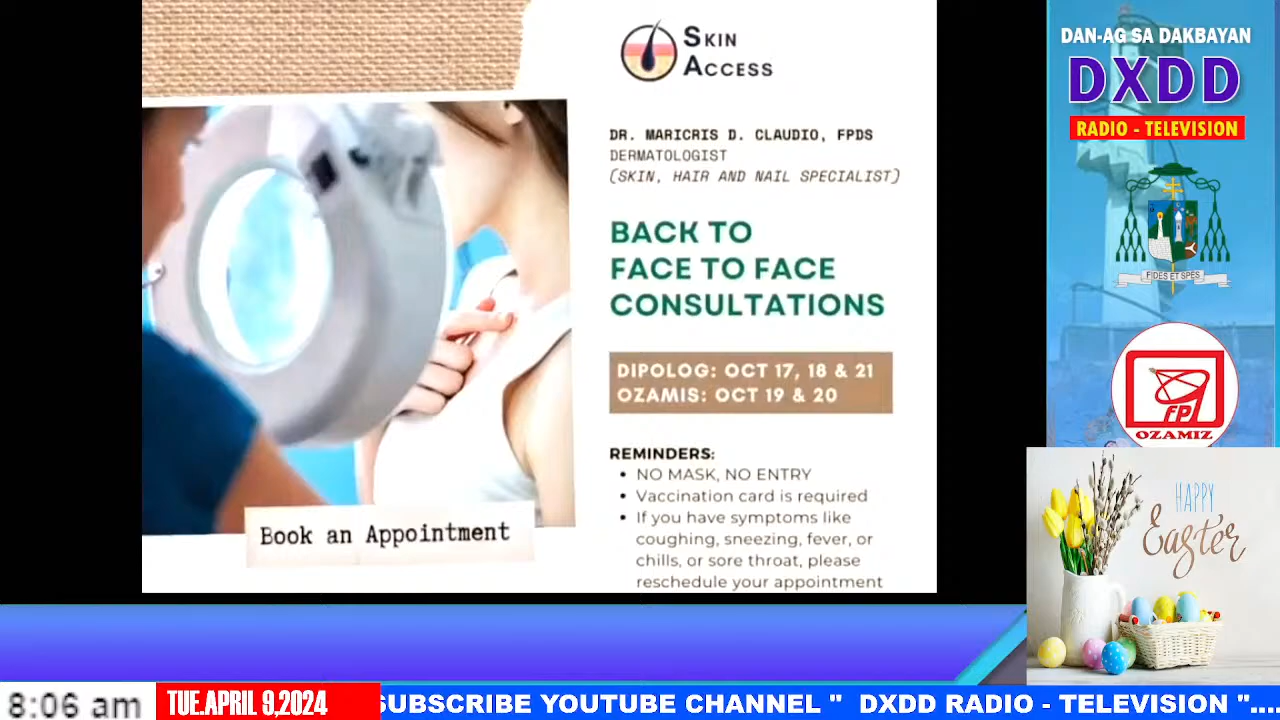 SKIN
ACCESS
DR. MARICRIS D. CLAUDIO, FPDS
DERMATOLOGIST
(SKIN, HAIR AND NAIL SPECIALIST)
BACK TO
FACE TO FACE
CONSULTATIONS
DIPOLOG: OCT 17, 18 & 21
OZAMIS: OCT 19 & 20
REMINDERS:
• NO MASK, NO ENTRY
• Vaccination card is required
• If you have symptoms like
coughing, sneezing, fever, or
chills, or sore throat, please
reschedule your appointment
Book an Appointment
DAN-AG SA DAKBAYAN
DXDD
RADIO - TELEVISION
FIDES ET SPES
FP
OZAMIZ
HAPPY
Easter
8:06 am
TUE.APRIL 9,2024
SUBSCRIBE YOUTUBE CHANNEL " DXDD RADIO - TELEVISION "....